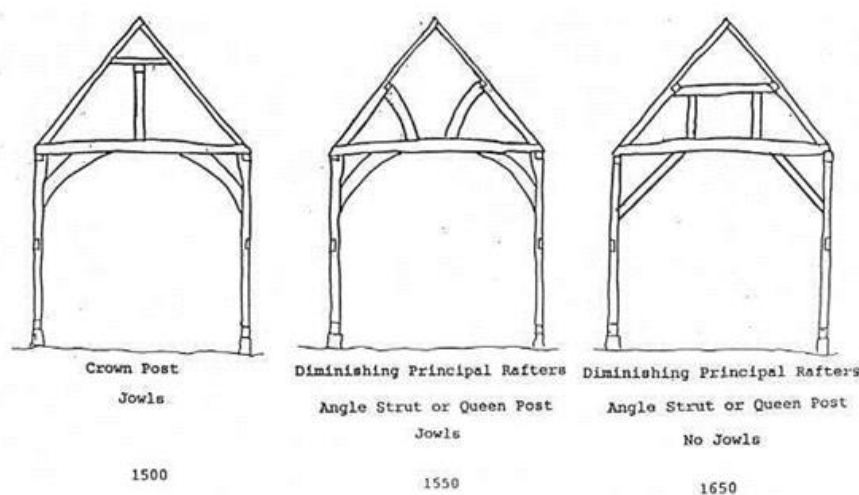 Crown Post
Jowls
1500
Diminishing Principal Rafters
Angle Strut or Queen Post
Jowls
1550
Diminishing Principal Rafters
Angle Strut or Queen Post
No Jowls
1650